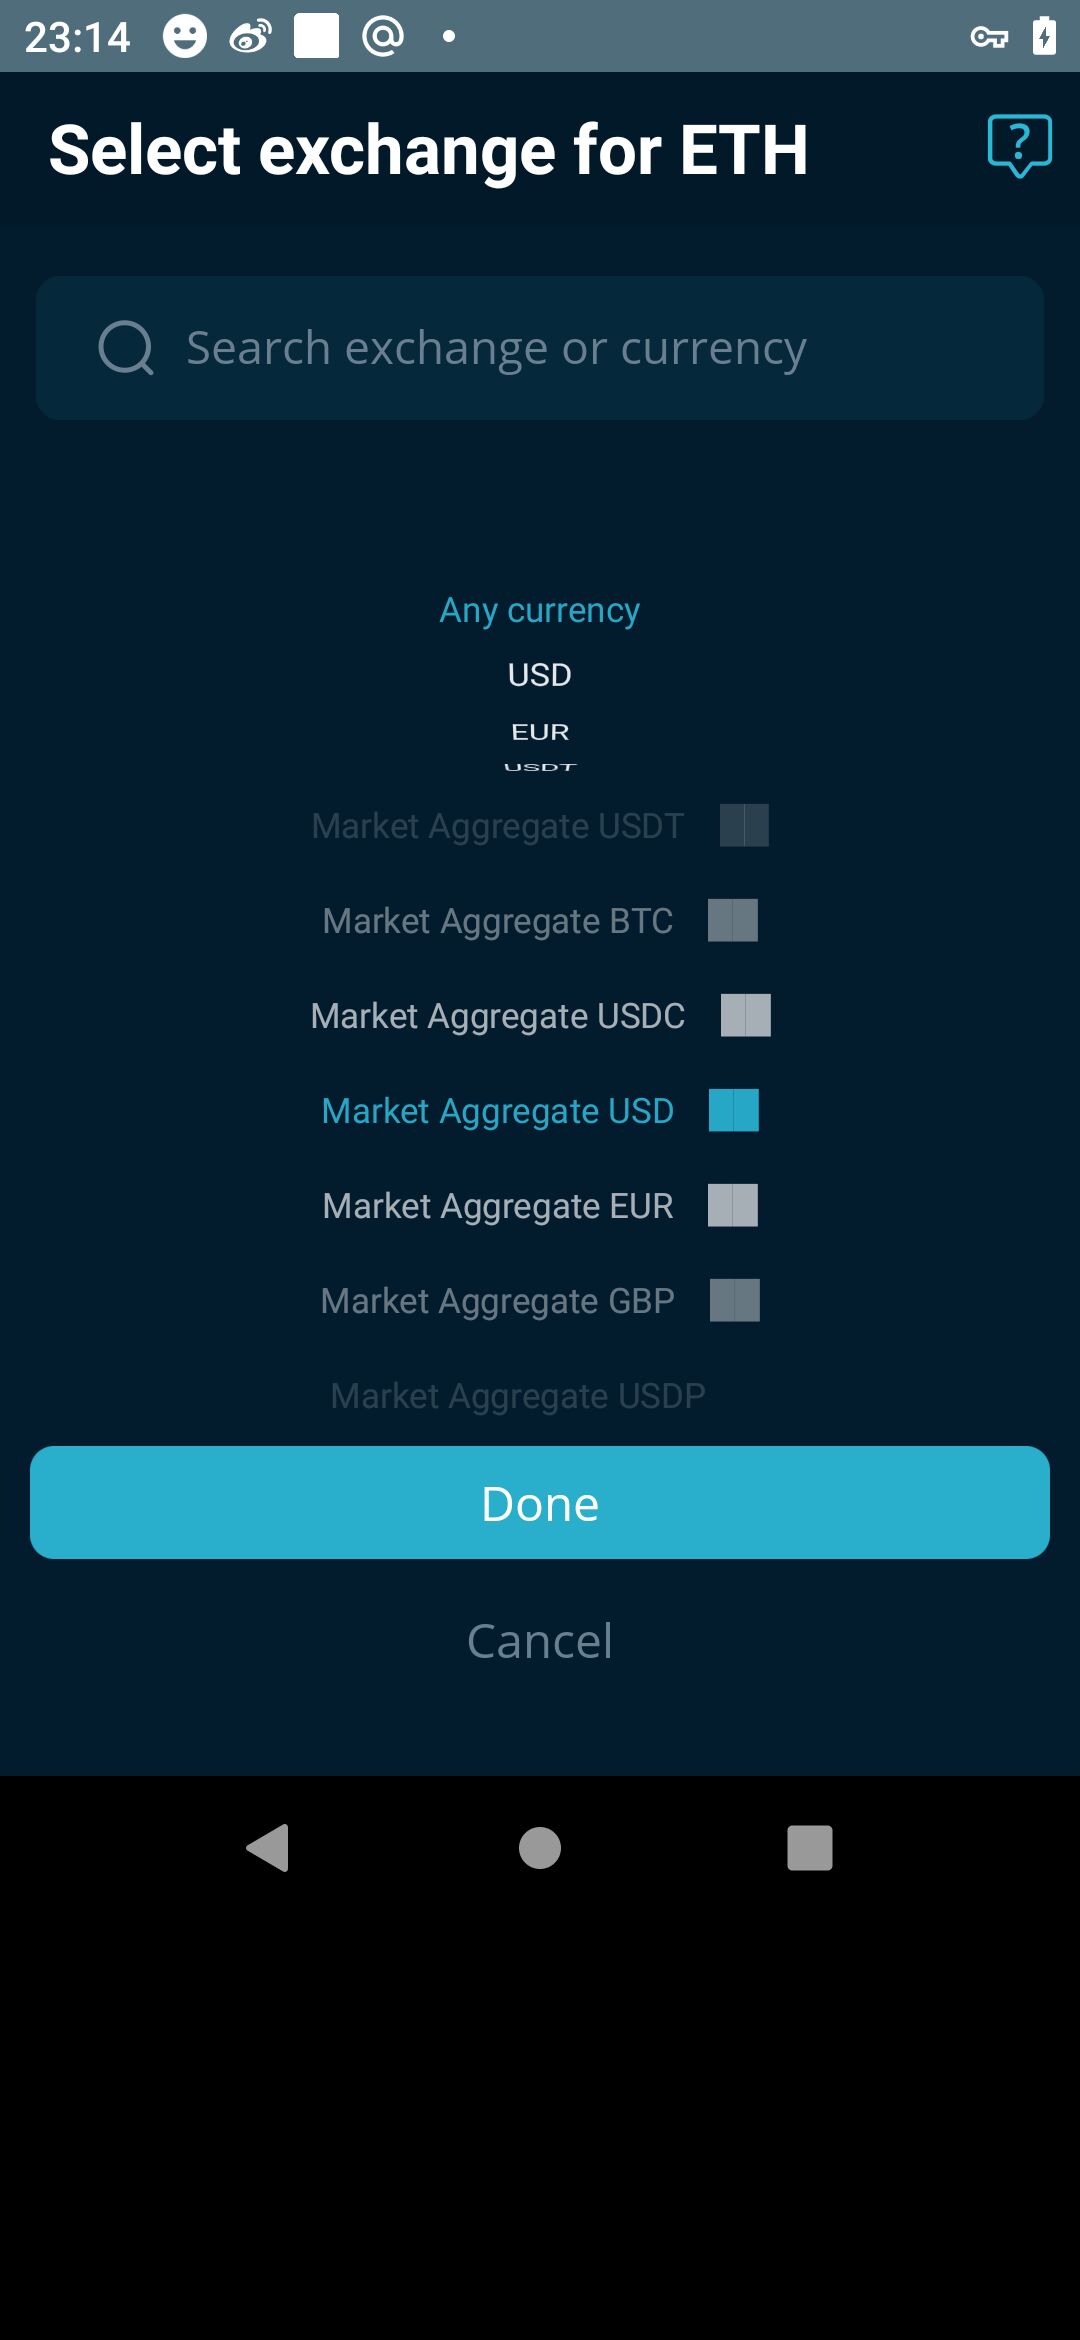 23:14
Select exchange for ETH
Search exchange or currency
Any currency
USD
EUR
USDT
Market Aggregate USDT
Market Aggregate BTC
Market Aggregate USDC
Market Aggregate USD
Market Aggregate EUR
Market Aggregate GBP
Market Aggregate USDP
Done
Cancel